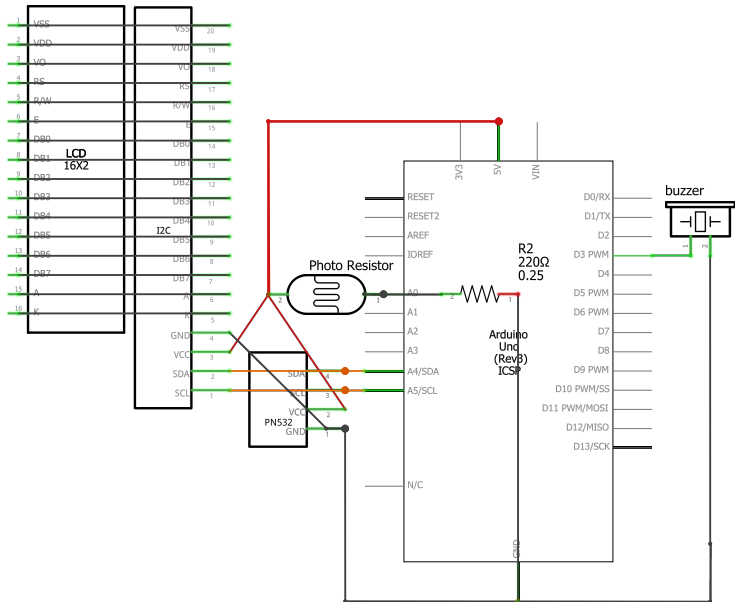 VSS
VDD
VO
RS
R/W
E
DB0
DB1
DB2
DB3
DB4
DB5
DB6
DB7
A
K
1
2
3
4
5
6
7
8
9
10
11
12
13
14
15
16
LCD
16X2
VSS
VDD
VO
RS
R/W
E
DB0
DB1
DB2
DB3
DB4
DB5
DB6
DB7
A
K
GND
VCC
SDA
SCL
20
19
18
17
16
15
14
13
12
11
10
9
8
7
6
5
4
3
2
1
I2C
SDA
SCL
VCC
GND
4
3
2
1
PN532
Photo Resistor
2
1
3V3
5V
VIN
RESET
RESET2
AREF
IOREF
A0
A1
A2
A3
A4/SDA
A5/SCL
N/C
R2
220Ω
0.25
2
1
Arduino
Uno
(Rev3)
ICSP
GND
D0/RX
D1/TX
D2
D3 PWM
D4
D5 PWM
D6 PWM
D7
D8
D9 PWM
D10 PWM/SS
D11 PWM/MOSI
D12/MISO
D13/SCK
buzzer
1
2